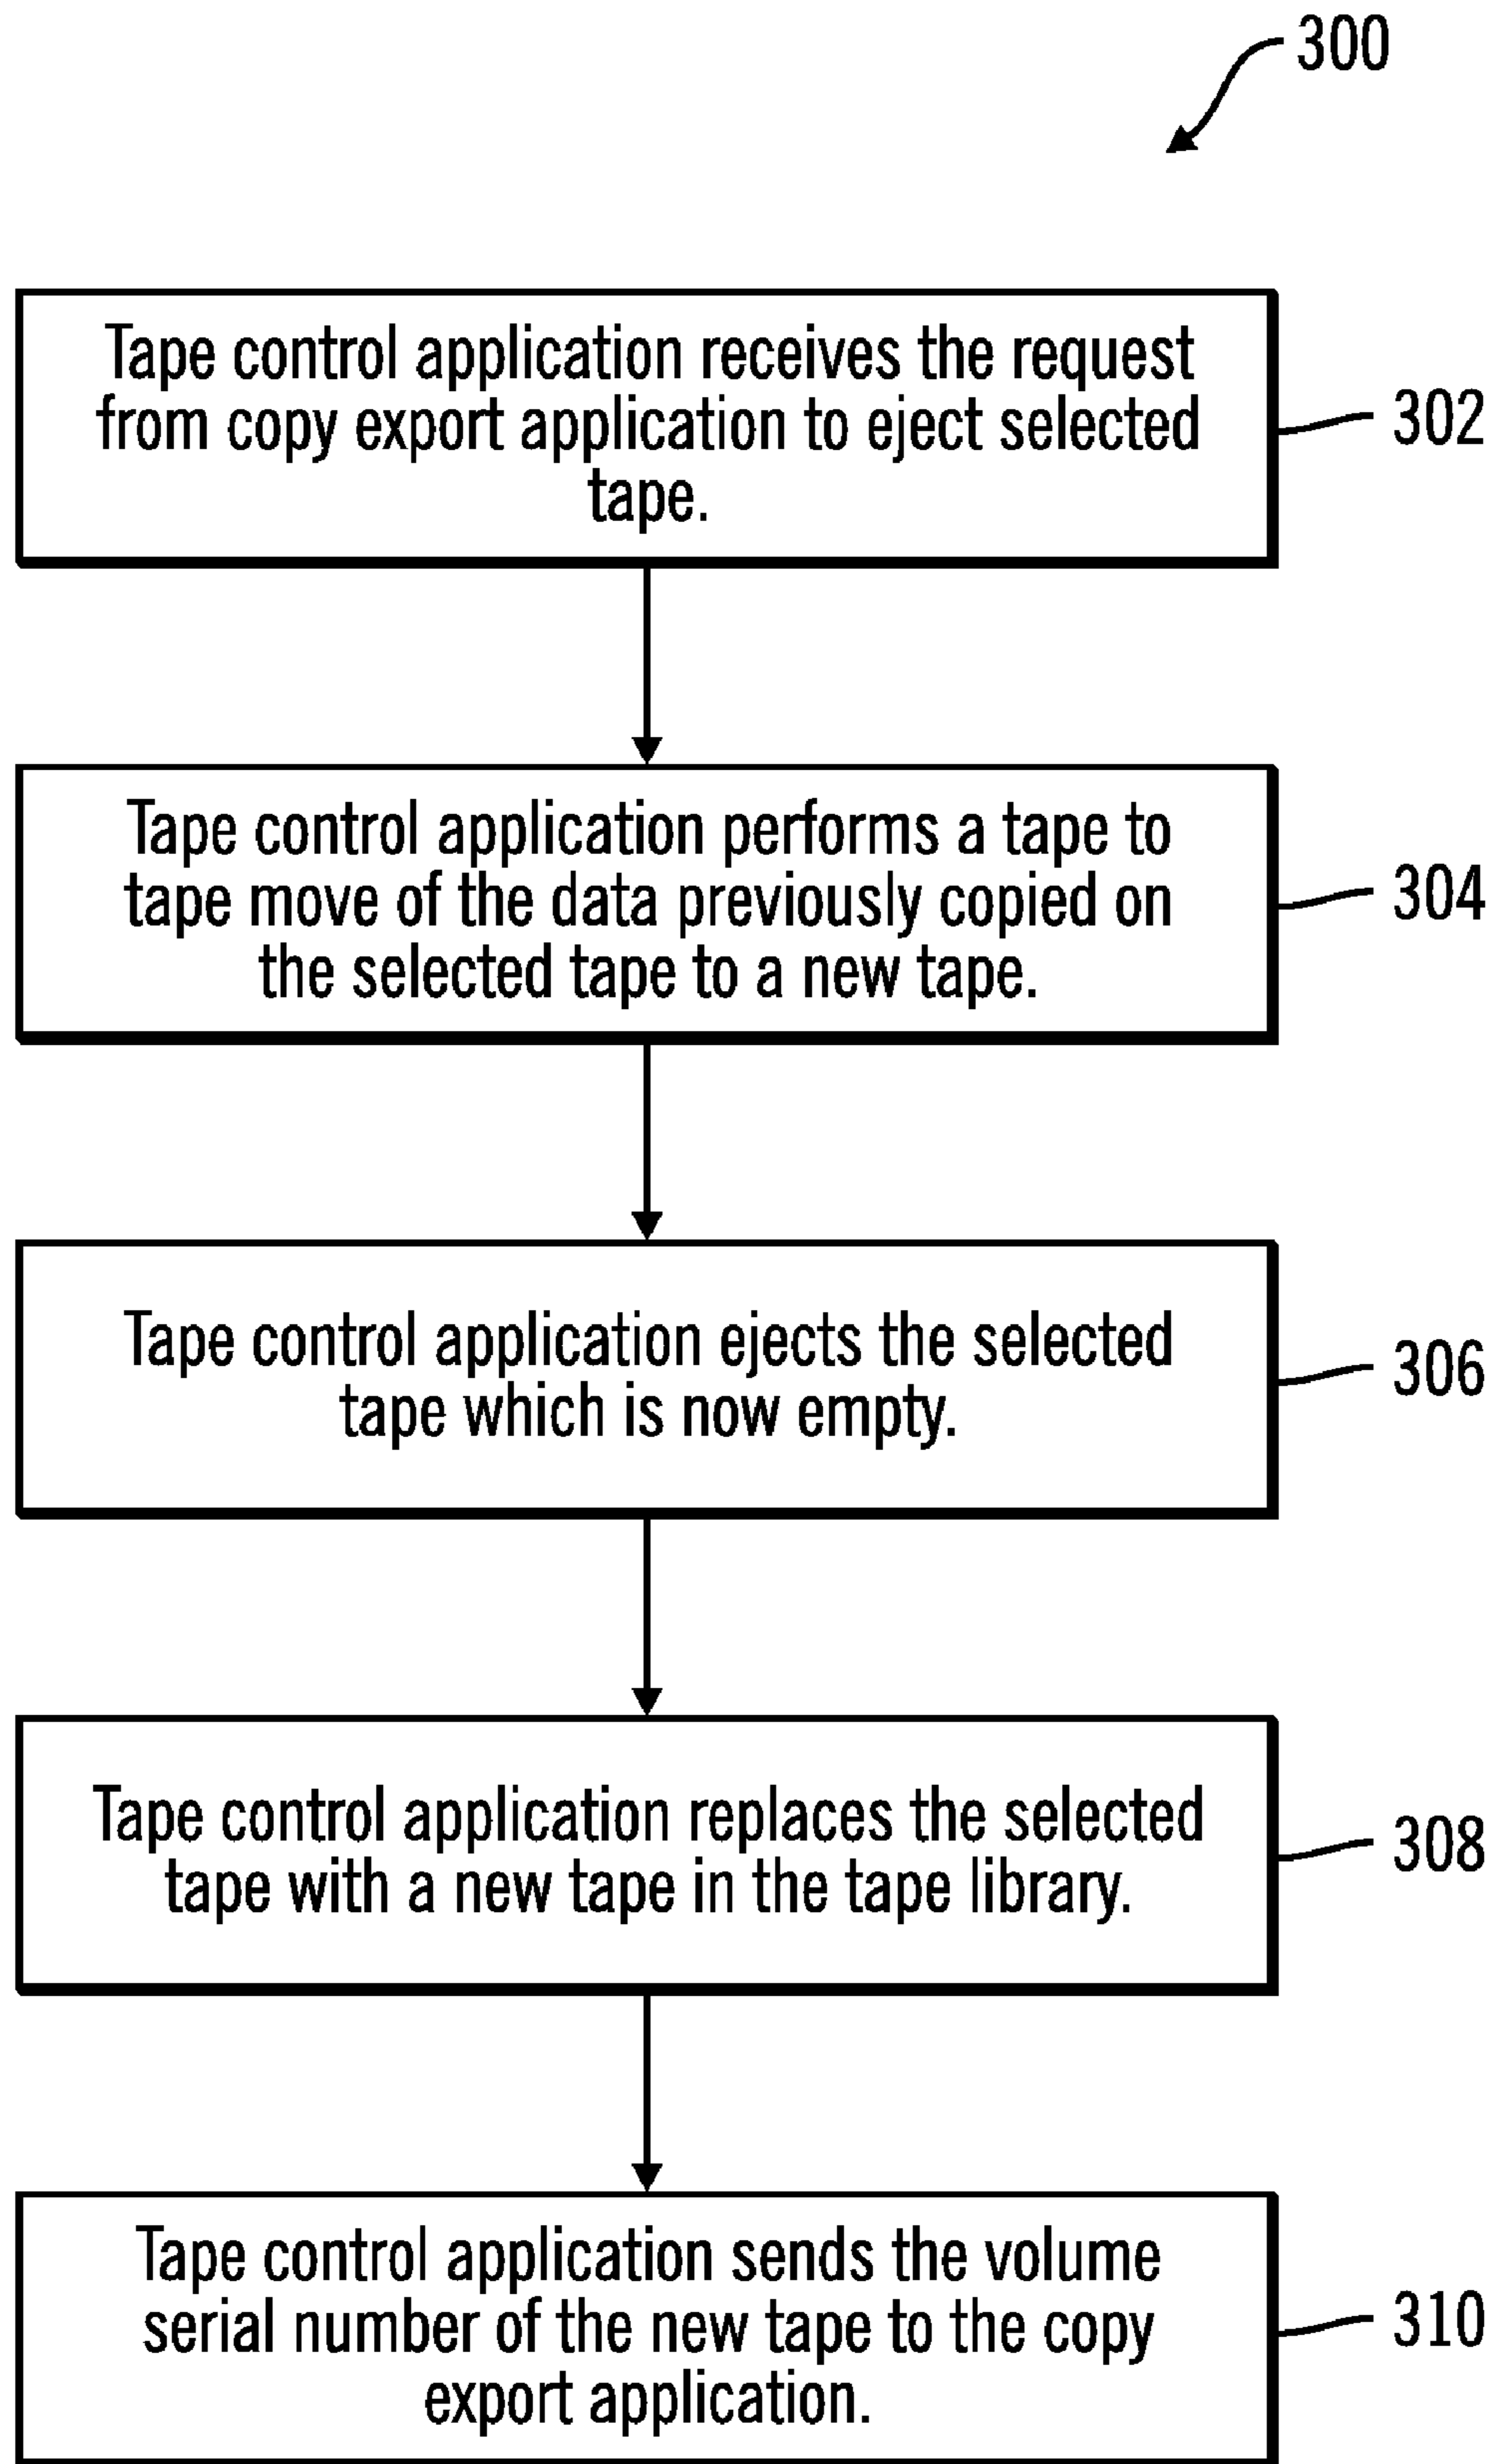 300
Tape control application receives the request
from copy export application to eject selected
tape.
302
Tape control application performs a tape to
tape move of the data previously copied on
the selected tape to a new tape.
304
Tape control application ejects the selected
tape which is now empty.
306
Tape control application replaces the selected
tape with a new tape in the tape library.
308
Tape control application sends the volume
serial number of the new tape to the copy
export application.
310